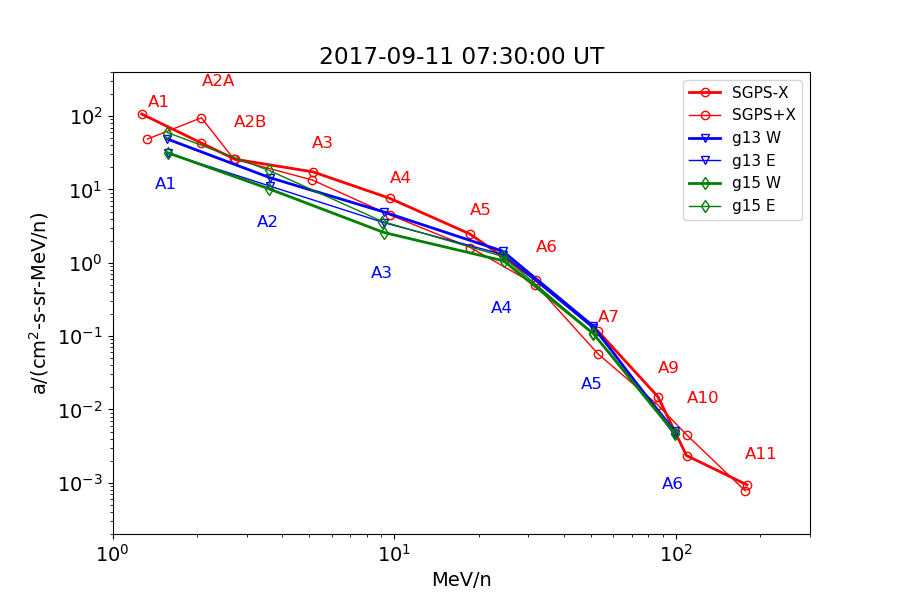 2017-09-11 07:30:00 UT
a/(cm²-s-sr-MeV/n)
10²
10¹
10⁰
10⁻¹
10⁻²
10⁻³
A1
A2A
A2B
A3
A4
A5
A6
A7
A9
A10
A11
A1
A2
A3
A4
A5
A6
SGPS-X
SGPS+X
g13 W
g13 E
g15 W
g15 E
10⁰
10¹
10²
MeV/n